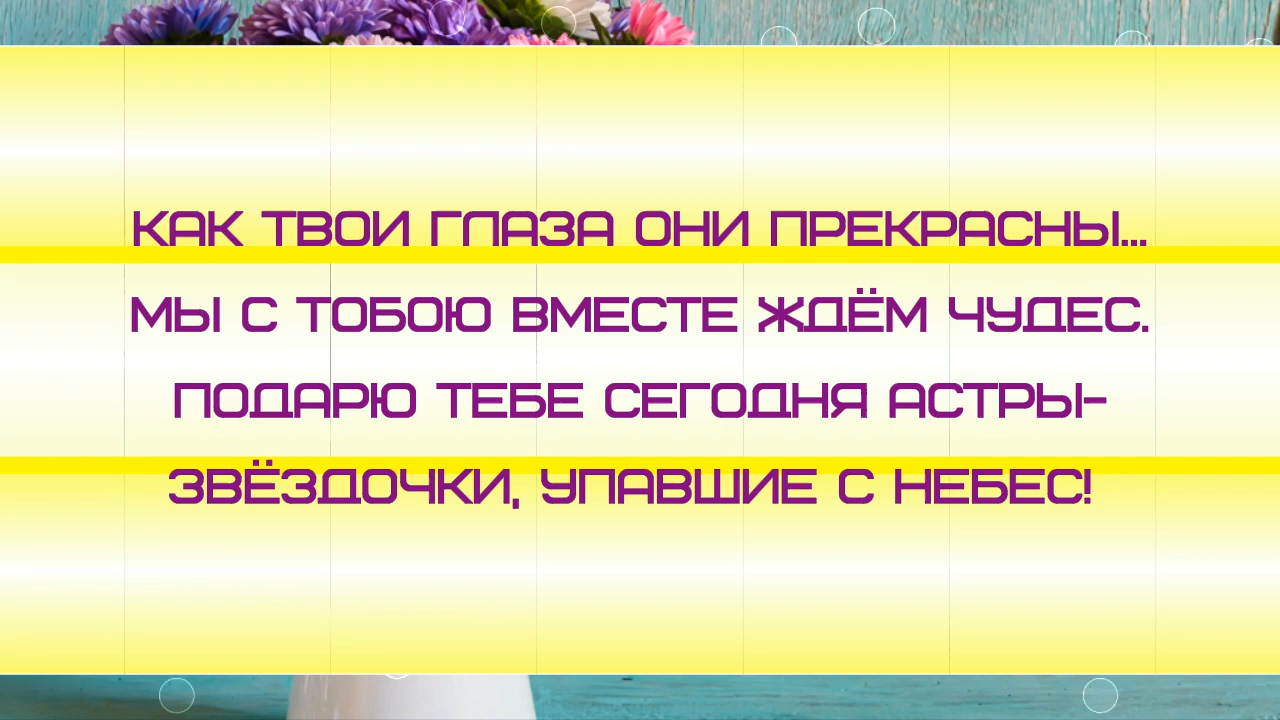 КАК ТВОИ ГЛАЗА ОНИ ПРЕКРАСНЫ...
МЫ С ТОБОЮ ВМЕСТЕ ЖДЁМ ЧУДЕС.
ПОДАРЮ ТЕБЕ СЕГОДНЯ АСТРЫ-
ЗВЁЗДОЧКИ, УПАВШИЕ С НЕБЕС!